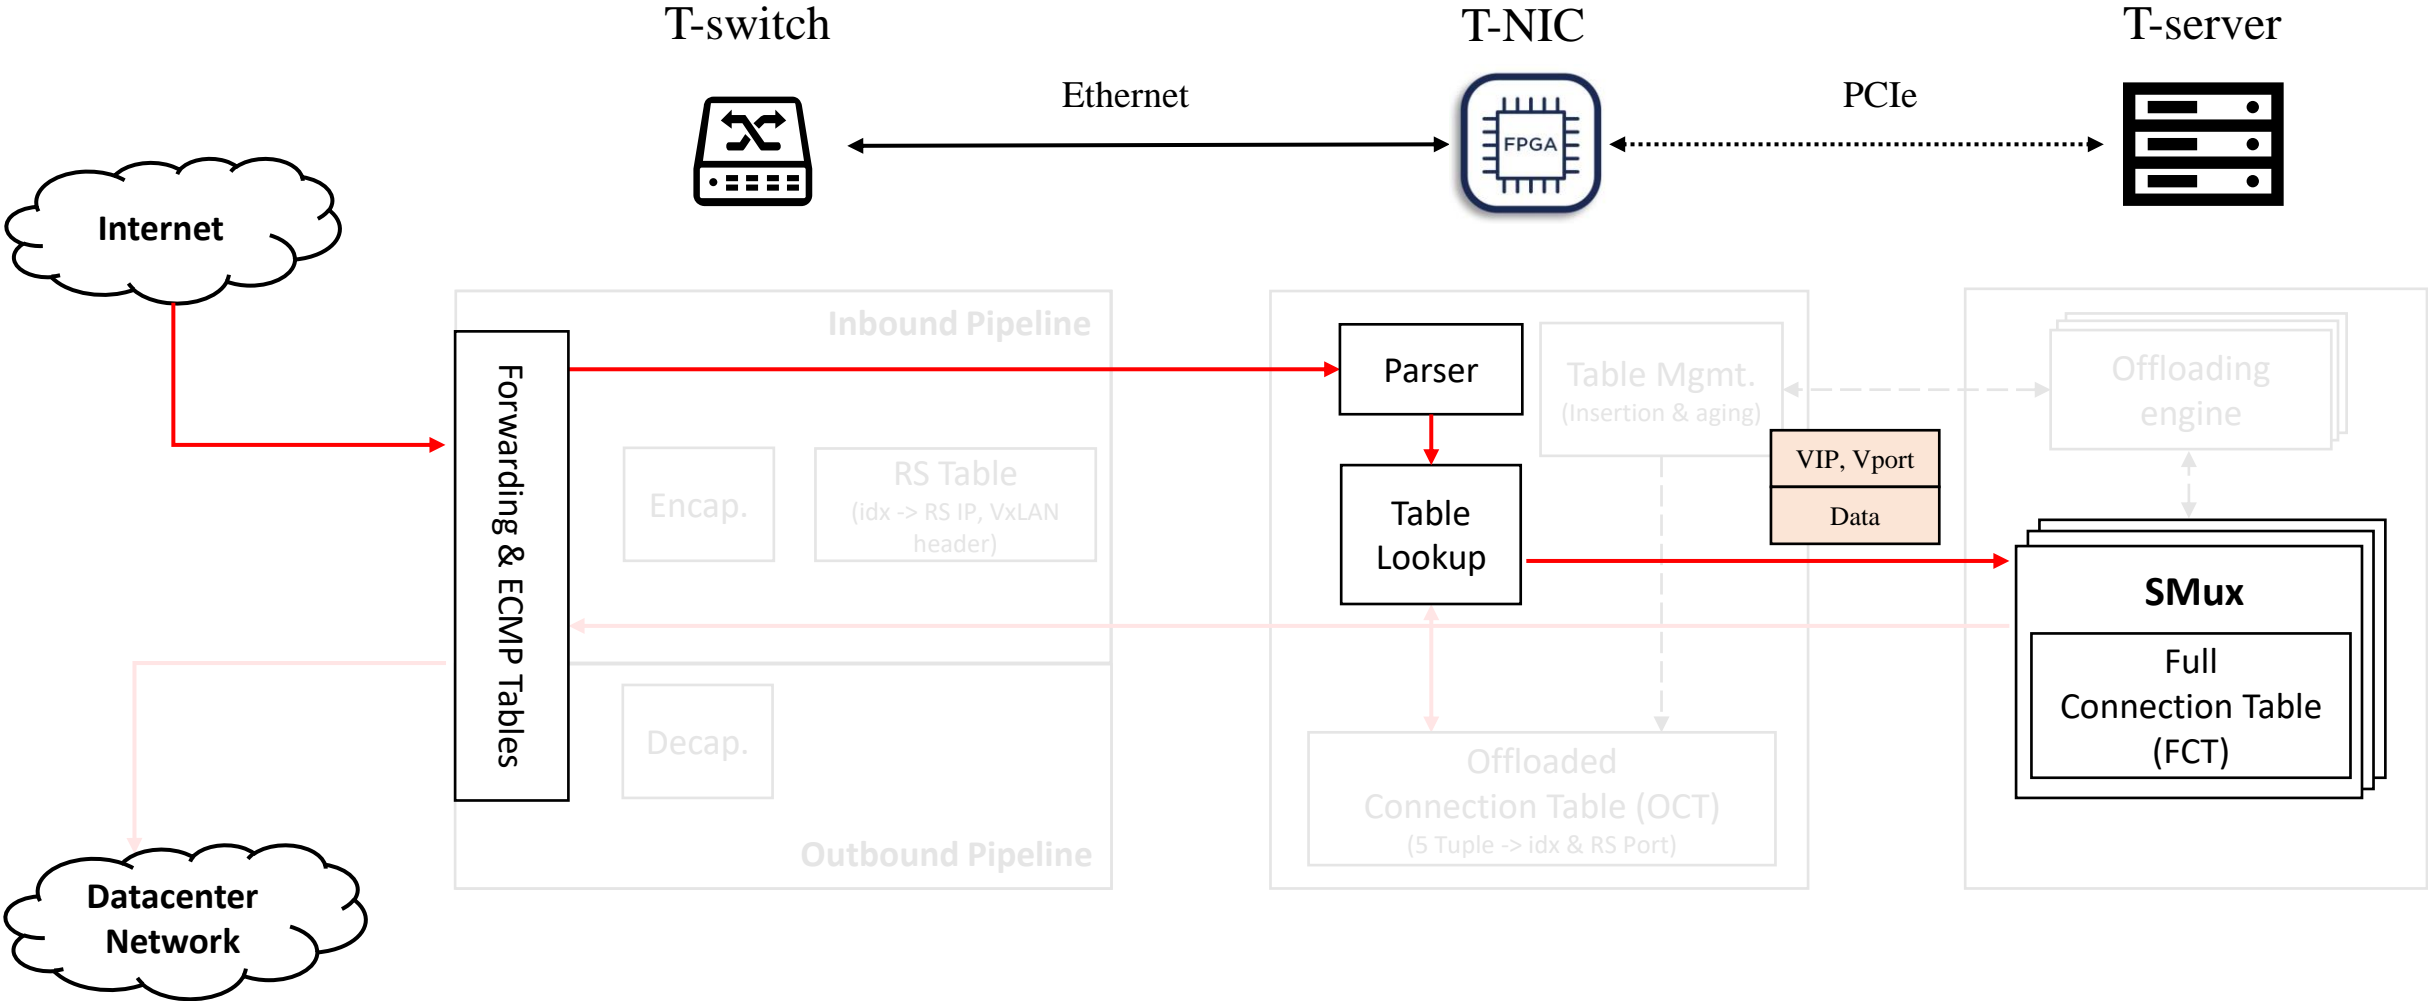 T-switch
T-NIC
T-server
Ethernet
PCIe
FPGA
Internet
Inbound Pipeline
Forwarding & ECMP Tables
Encap.
RS Table
(idx -> RS IP, VxLAN
header)
Decap.
Outbound Pipeline
Parser
Table Mgmt.
(Insertion & aging)
Table
Lookup
VIP, Vport
Data
Offloaded
Connection Table (OCT)
(5 Tuple -> idx & RS Port)
Offloading
engine
SMux
Full
Connection Table
(FCT)
Datacenter
Network